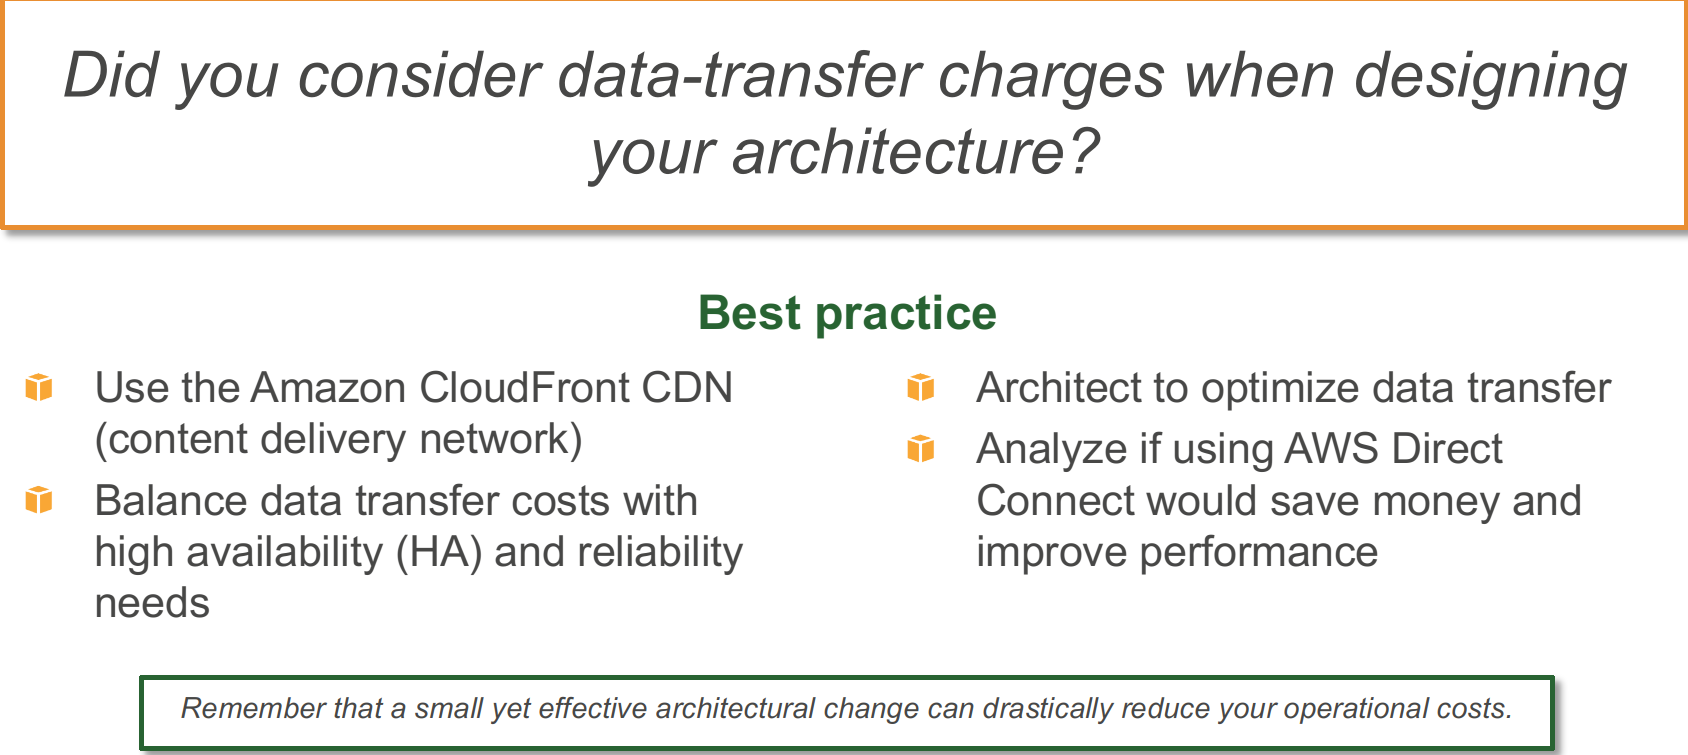 Did you consider data-transfer charges when designing
your architecture?
Best practice
Use the Amazon CloudFront CDN
(content delivery network)
Balance data transfer costs with
high availability (HA) and reliability
needs
Architect to optimize data transfer
Analyze if using AWS Direct
Connect would save money and
improve performance
Remember that a small yet effective architectural change can drastically reduce your operational costs.